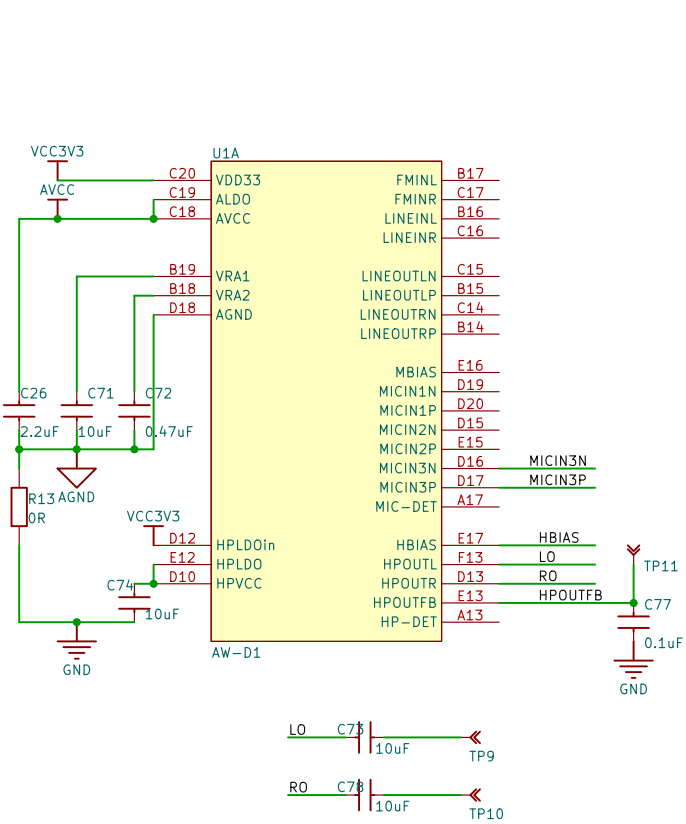 U1A
VCC3V3
C20 VDD33 FMINL B17
AVCC C19 ALDO FMINR C17
C18 AVCC LINEINL B16
LINEINR C16
B19 VRA1 LINEOUTLN C15
B18 VRA2 LINEOUTLP B15
D18 AGND LINEOUTRN C14
LINEOUTRP B14
MBIAS E16
C26 C71 C72 MICIN1N D19
MICIN1P D20
2.2uF 10uF 0.47uF MICIN2N D15
MICIN2P E15
MICIN3N D16 MICIN3N
MICIN3P D17 MICIN3P
R13 AGND MIC-DET A17
0R VCC3V3
D12 HPLDOin HBIAS E17 HBIAS
E12 HPLDO HPOUTL F13 LO TP11
C74 D10 HPVCC HPOUTR D13 RO
HPOUTFB E13 HPOUTFB C77
10uF HP-DET A13
0.1uF
AW-D1
GND
GND
LO C73
10uF TP9
RO C78
10uF TP10